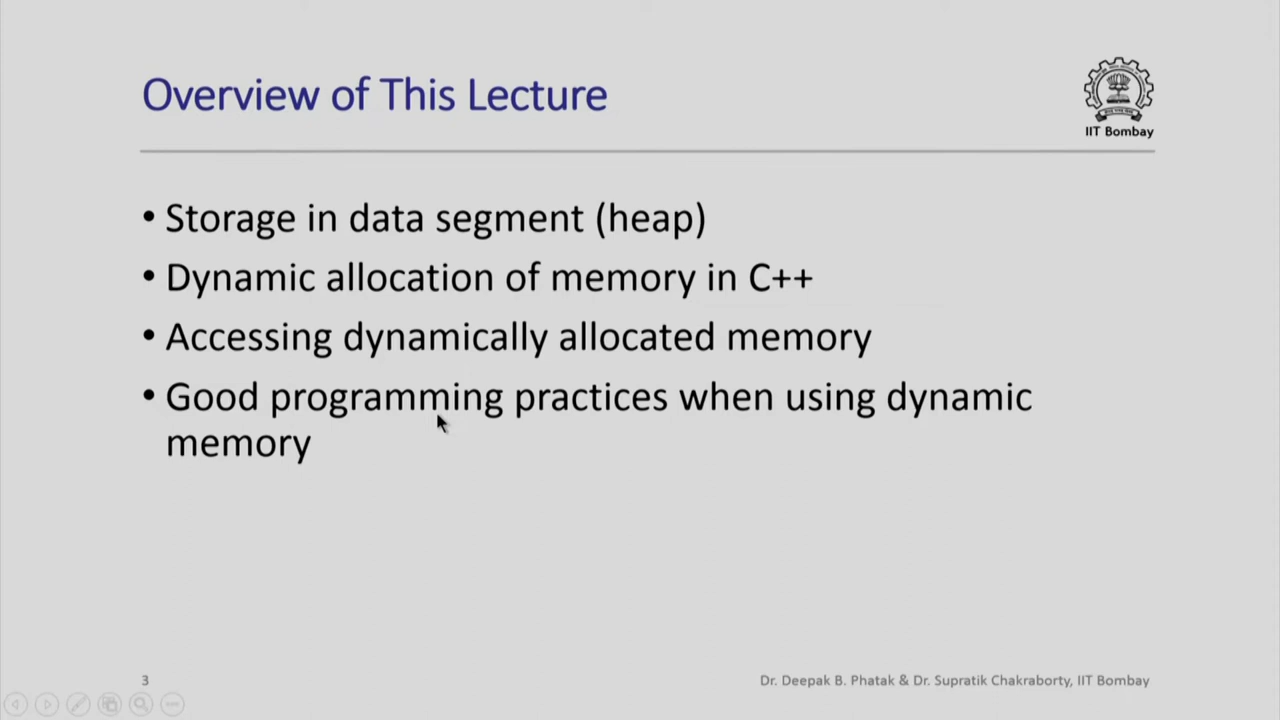 Overview of This Lecture
IIT Bombay
• Storage in data segment (heap)
• Dynamic allocation of memory in C++
• Accessing dynamically allocated memory
• Good programming practices when using dynamic
memory
3
Dr. Deepak B. Phatak & Dr. Supratik Chakraborty, IIT Bombay